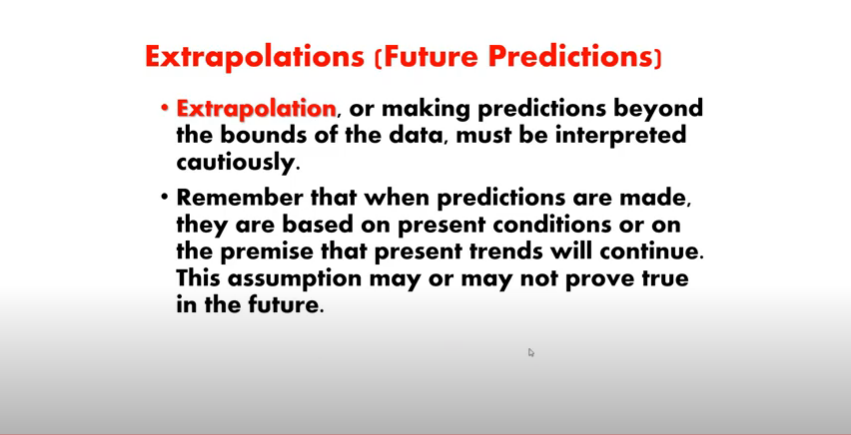 Extrapolations (Future Predictions)
• Extrapolation, or making predictions beyond
the bounds of the data, must be interpreted
cautiously.
• Remember that when predictions are made,
they are based on present conditions or on
the premise that present trends will continue.
This assumption may or may not prove true
in the future.